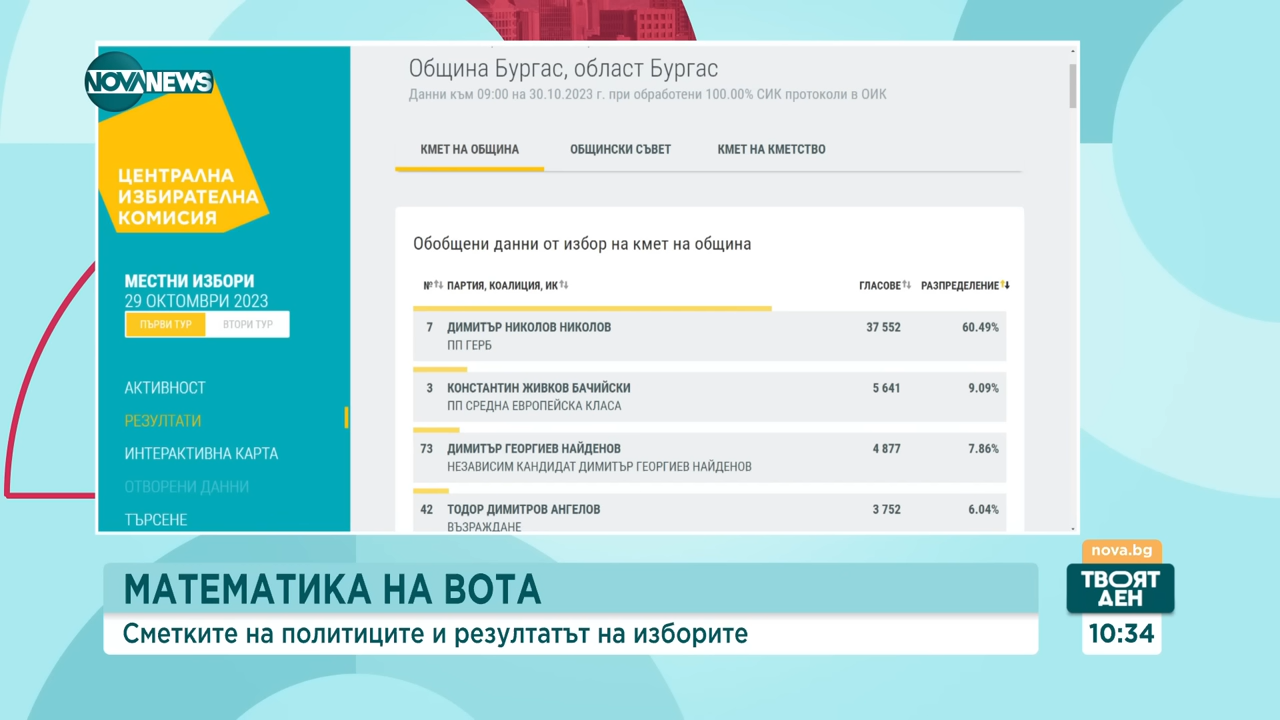 NOVANEWS
ЦЕНТРАЛНА
ИЗБИРАТЕЛНА
КОМИСИЯ
МЕСТНИ ИЗБОРИ
29 ОКТОМВРИ 2023
ПЪРВИ ТУР ВТОРИ ТУР
АКТИВНОСТ
РЕЗУЛТАТИ
ИНТЕРАКТИВНА КАРТА
ОТВОРЕНИ ДАННИ
ТЪРСЕНЕ
Община Бургас, област Бургас
Данни към 09:00 на 30.10.2023 г. при обработени 100.00% СИК протоколи в ОИК
КМЕТ НА ОБЩИНА ОБЩИНСКИ СЪВЕТ КМЕТ НА КМЕТСТВО
Обобщени данни от избор на кмет на община
№ ПАРТИЯ, КОАЛИЦИЯ, ИК ГЛАСОВЕ РАЗПРЕДЕЛЕНИЕ
7 ДИМИТЪР НИКОЛОВ НИКОЛОВ 37 552 60.49%
ПП ГЕРБ
3 КОНСТАНТИН ЖИВКОВ БАЧИЙСКИ 5 641 9.09%
ПП СРЕДНА ЕВРОПЕЙСКА КЛАСА
73 ДИМИТЪР ГЕОРГИЕВ НАЙДЕНОВ 4 877 7.86%
НЕЗАВИСИМ КАНДИДАТ ДИМИТЪР ГЕОРГИЕВ НАЙДЕНОВ
42 ТОДОР ДИМИТРОВ АНГЕЛОВ 3 752 6.04%
ВЪЗРАЖДАНЕ
МАТЕМАТИКА НА ВОТА
Сметките на политиците и резултатът на изборите
nova.bg
ТВОЯТ
ДЕН
10:34